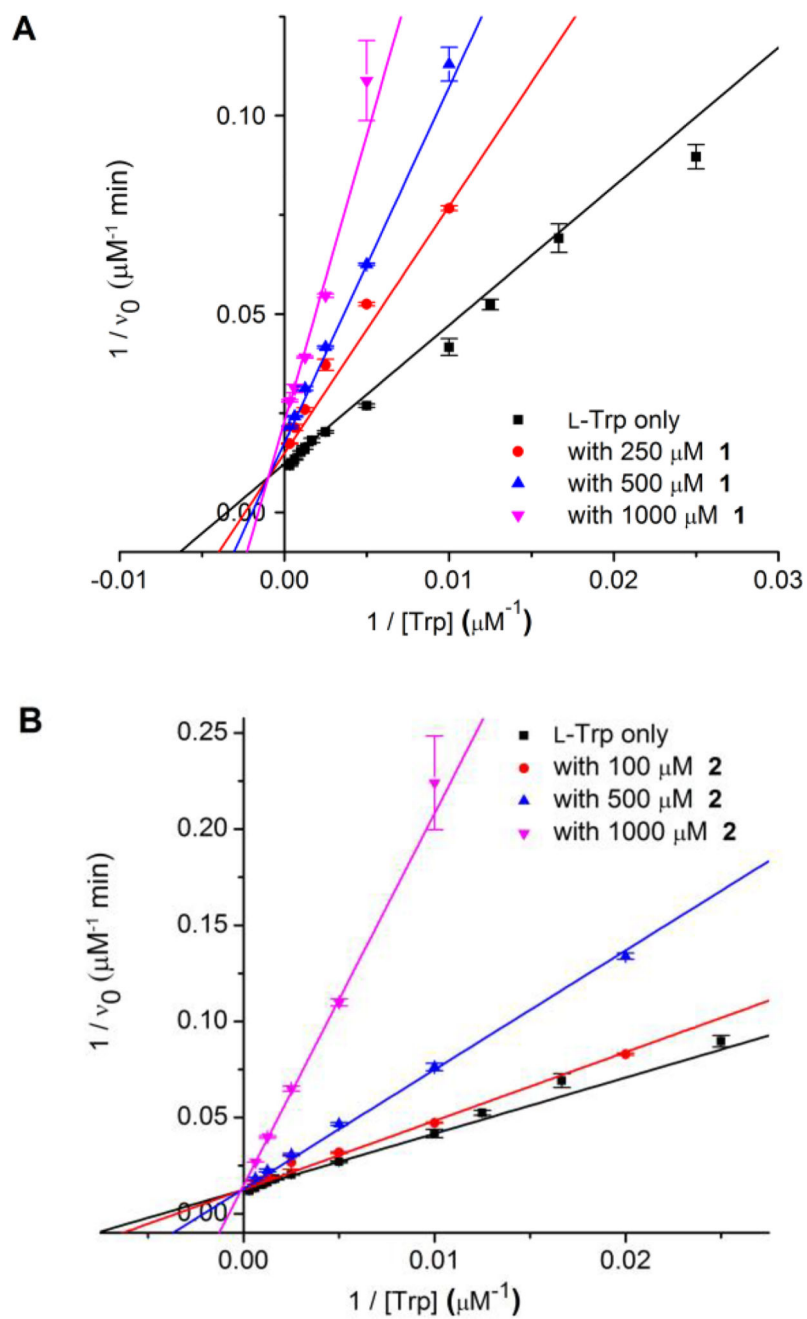 A
0.10
0.05
0.00
1 / ν0 (μM-1 min)
L-Trp only
with 250 μM 1
with 500 μM 1
with 1000 μM 1
-0.01 0.00 0.01 0.02 0.03
1 / [Trp] (μM-1)
B
0.25
0.20
0.15
0.10
0.05
0.00
1 / ν0 (μM-1 min)
L-Trp only
with 100 μM 2
with 500 μM 2
with 1000 μM 2
0.00 0.01 0.02
1 / [Trp] (μM-1)